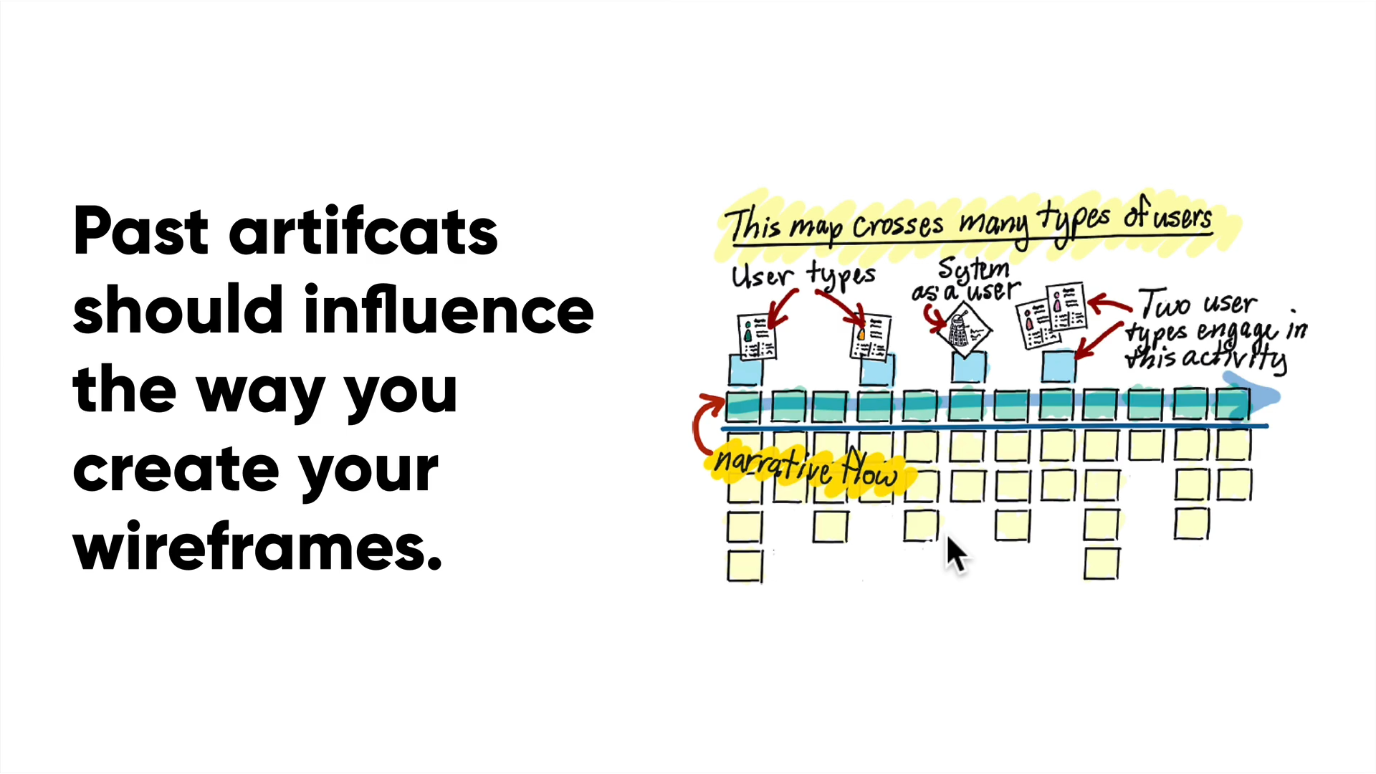 Past artifcats
should influence
the way you
create your
wireframes.
This map crosses many types of users
User types
Sytem
as a user
Two user
types engage in
this activity
narrative flow